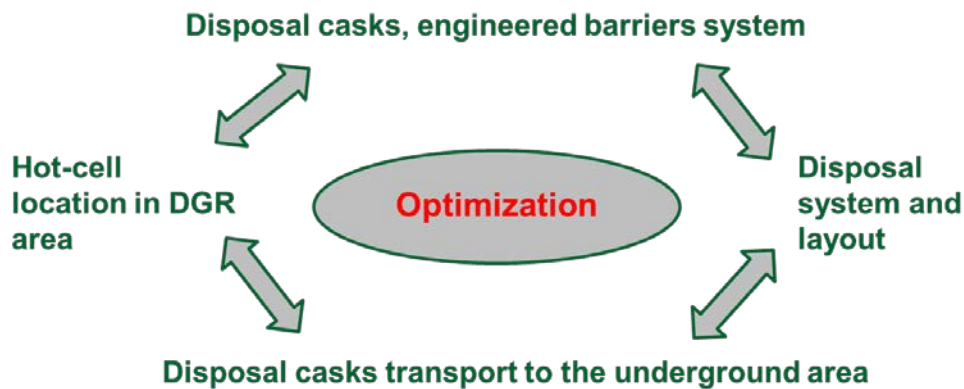 Disposal casks, engineered barriers system
Hot-cell
location in DGR
area
Optimization
Disposal
system and
layout
Disposal casks transport to the underground area